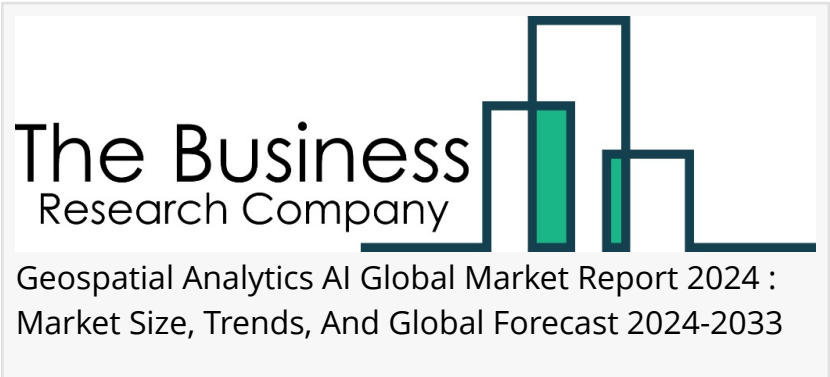 The Business
Research Company
Geospatial Analytics AI Global Market Report 2024 :
Market Size, Trends, And Global Forecast 2024-2033